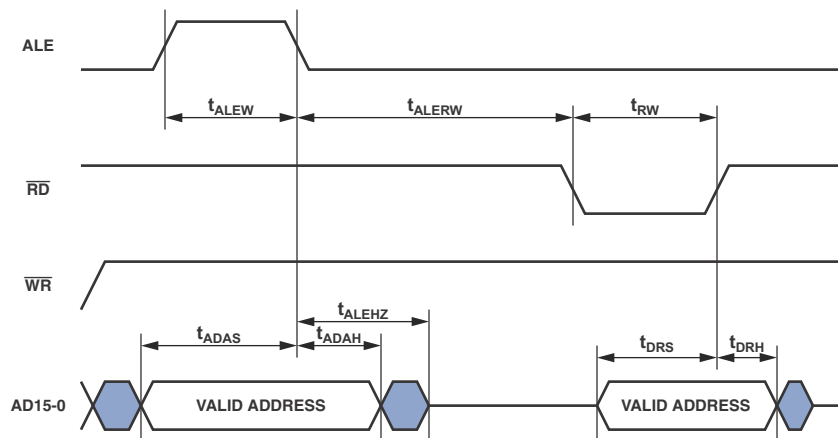 ALE
tALEW
tALERW
tRW
RD
WR
tALEHZ
tADAS
tADAH
tDRS
tDRH
AD15-0
VALID ADDRESS
VALID ADDRESS